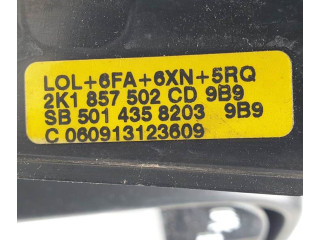 LOL+6FA+6XN+5RQ
2K1 857 502 CD 9B9
SB 501 435 8203 9B9
C 060913123609